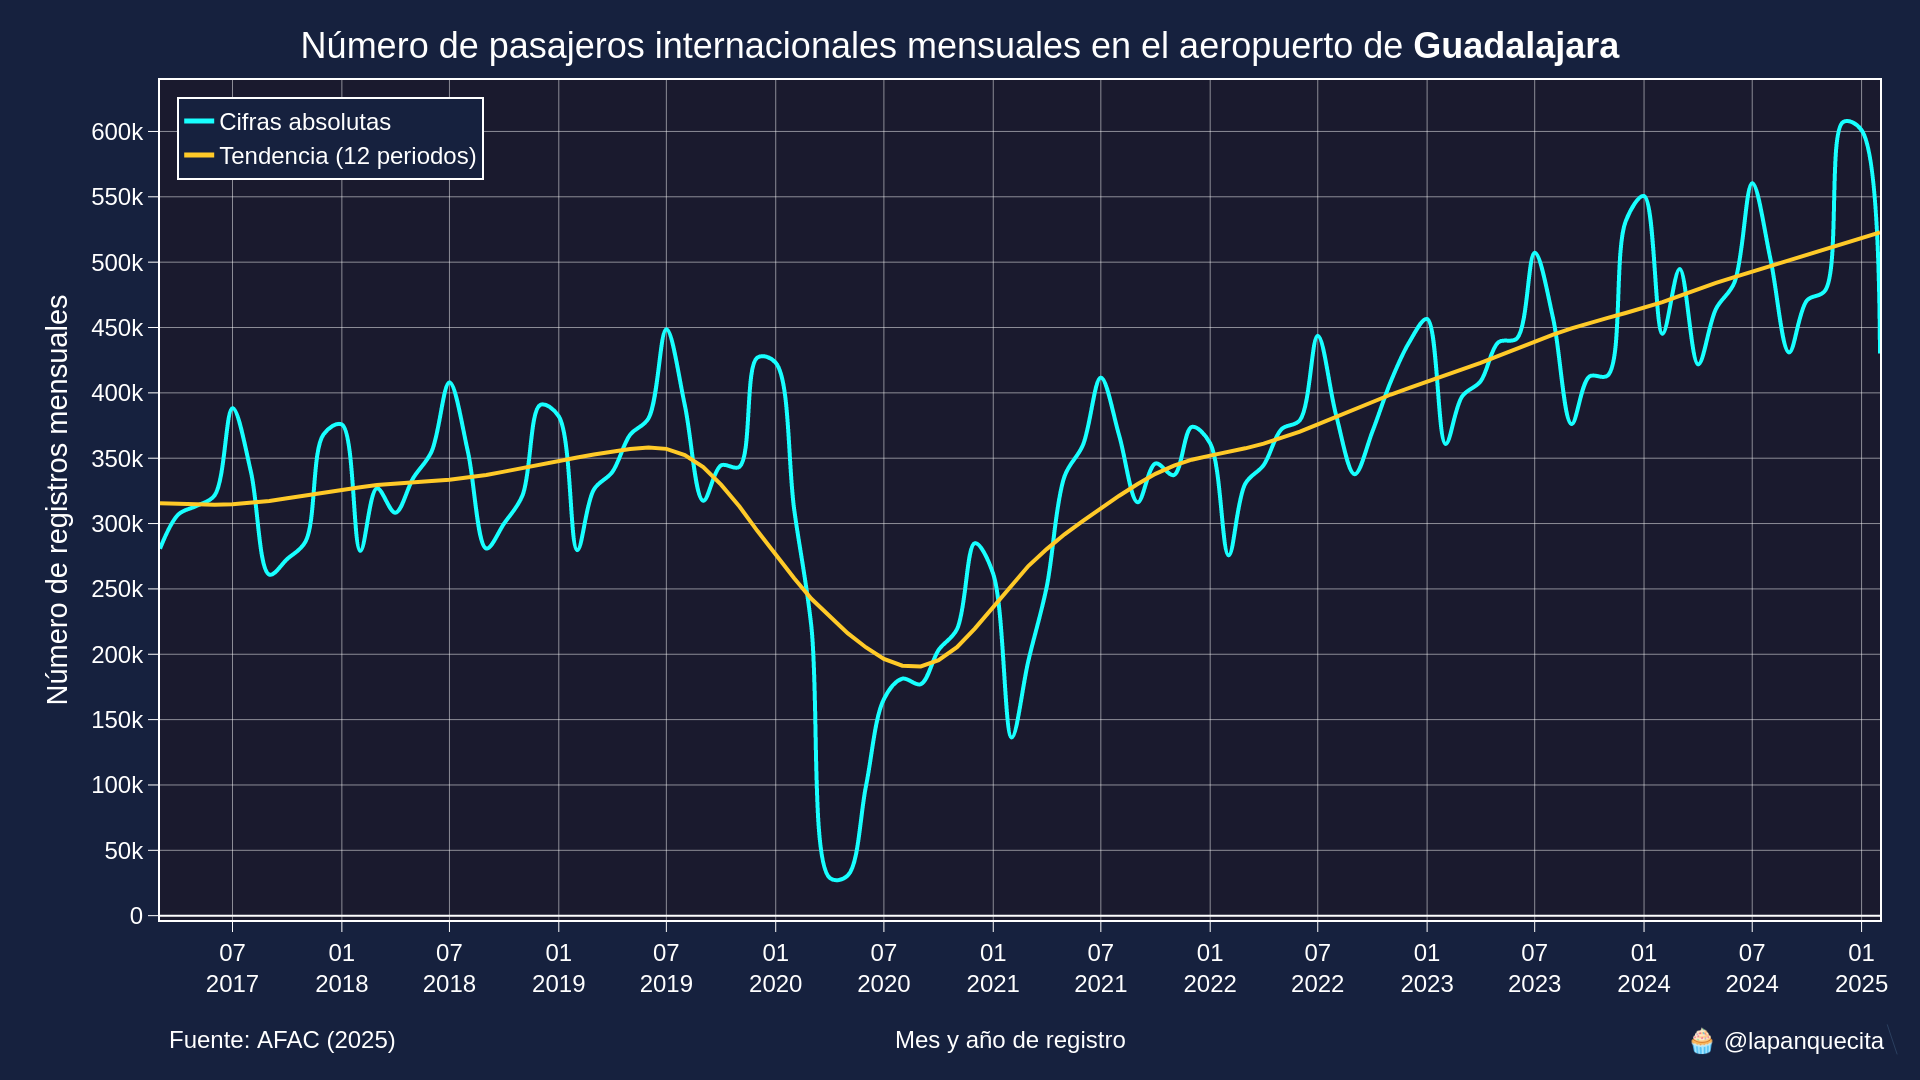 Número de pasajeros internacionales mensuales en el aeropuerto de Guadalajara
Cifras absolutas
Tendencia (12 periodos)
Número de registros mensuales
600k
550k
500k
450k
400k
350k
300k
250k
200k
150k
100k
50k
0
07 01 07 01 07 01 07 01 07 01 07 01 07 01 07 01
2017 2018 2018 2019 2019 2020 2020 2021 2021 2022 2022 2023 2023 2024 2024 2025
Fuente: AFAC (2025)
Mes y año de registro
🧁 @lapanquecita